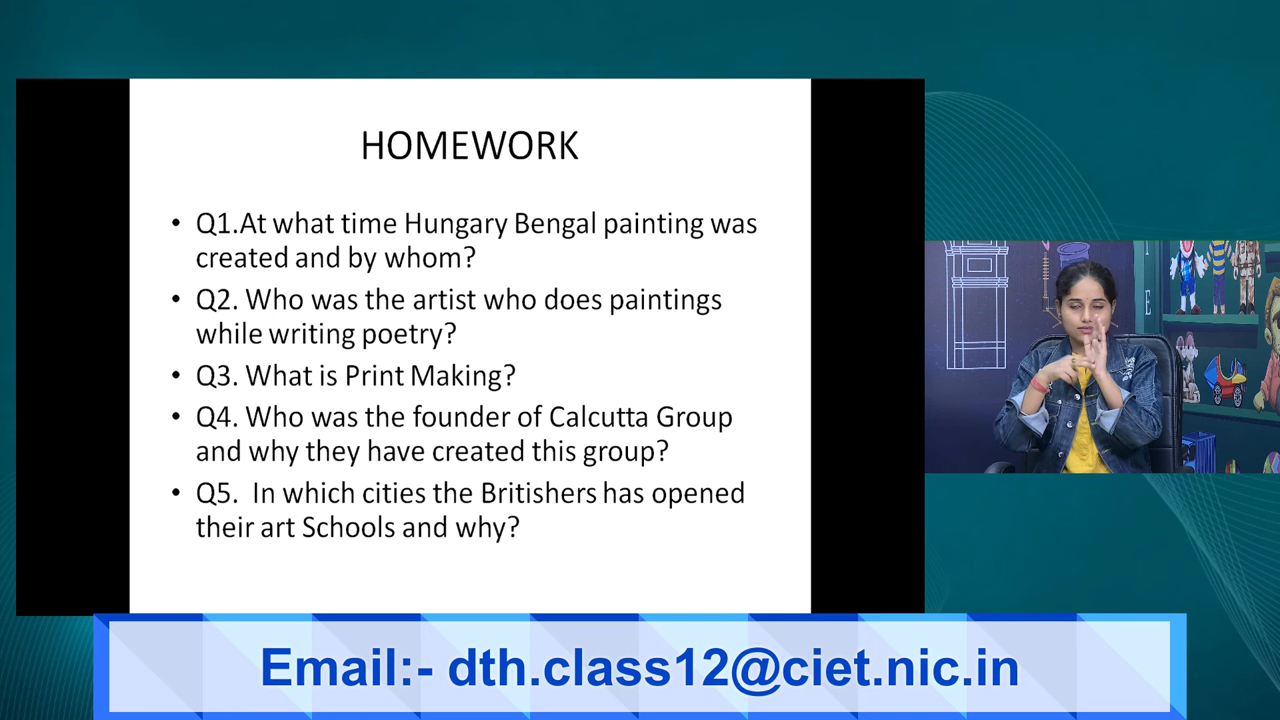 HOMEWORK
• Q1.At what time Hungary Bengal painting was
created and by whom?
• Q2. Who was the artist who does paintings
while writing poetry?
• Q3. What is Print Making?
• Q4. Who was the founder of Calcutta Group
and why they have created this group?
• Q5. In which cities the Britishers has opened
their art Schools and why?
Email:- dth.class12@ciet.nic.in